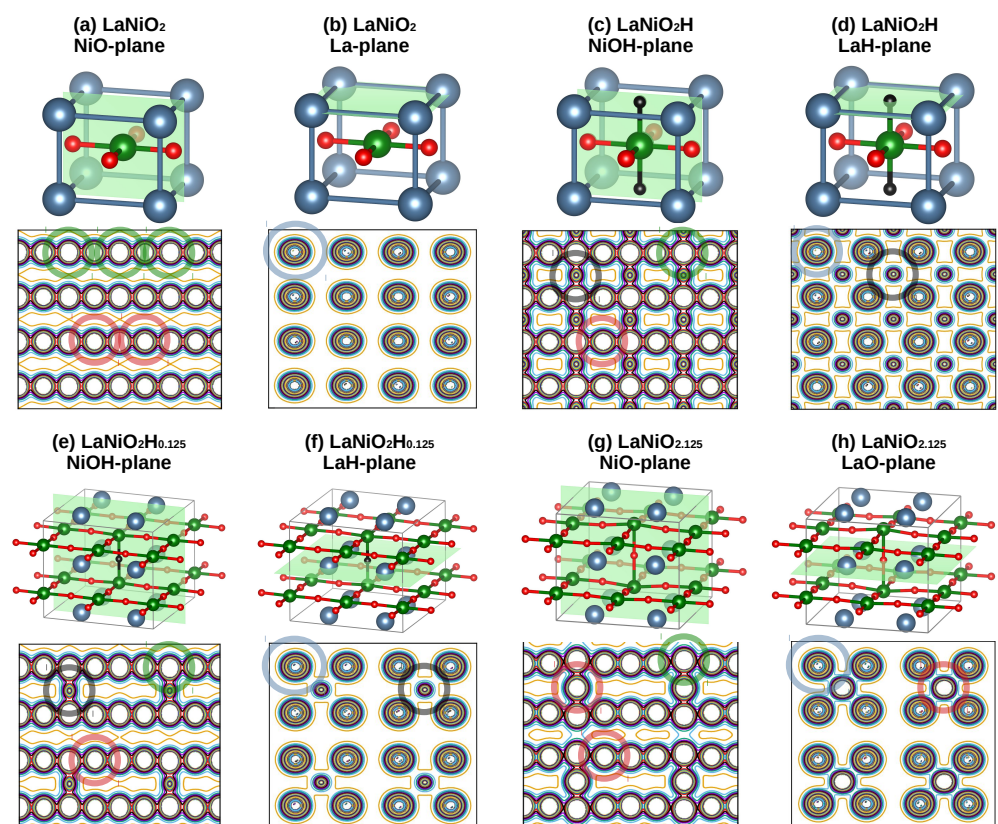 (a) LaNiO₂
NiO-plane
(b) LaNiO₂
La-plane
(c) LaNiO₂H
NiOH-plane
(d) LaNiO₂H
LaH-plane
(e) LaNiO₂H₀.₁₂₅
NiOH-plane
(f) LaNiO₂H₀.₁₂₅
LaH-plane
(g) LaNiO₂.₁₂₅
NiO-plane
(h) LaNiO₂.₁₂₅
LaO-plane